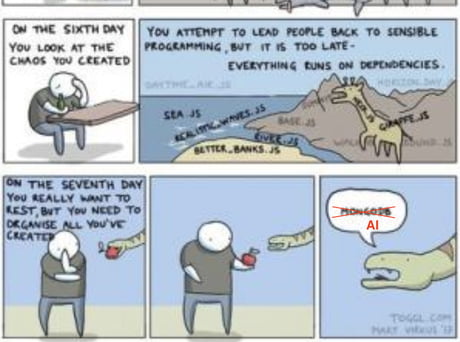 ON THE SIXTH DAY
YOU LOOK AT THE
CHAOS YOU CREATED
YOU ATTEMPT TO LEAD PEOPLE BACK TO SENSIBLE
PROGRAMMING, BUT IT IS TOO LATE-
EVERYTHING RUNS ON DEPENDENCIES.
DAYTIME_AIR.JS
HORIZON.DAY
SEA.JS
REALISTIC_WAVES.JS
BASE.JS
RIVER.JS
BETTER_BANKS.JS
GIRAFFE.JS
ON THE SEVENTH DAY
YOU REALLY WANT TO
REST, BUT YOU NEED TO
ORGANISE ALL YOU'VE
CREATED
MONGODB
AI
TOGGL.COM
MART VIRKUS '17